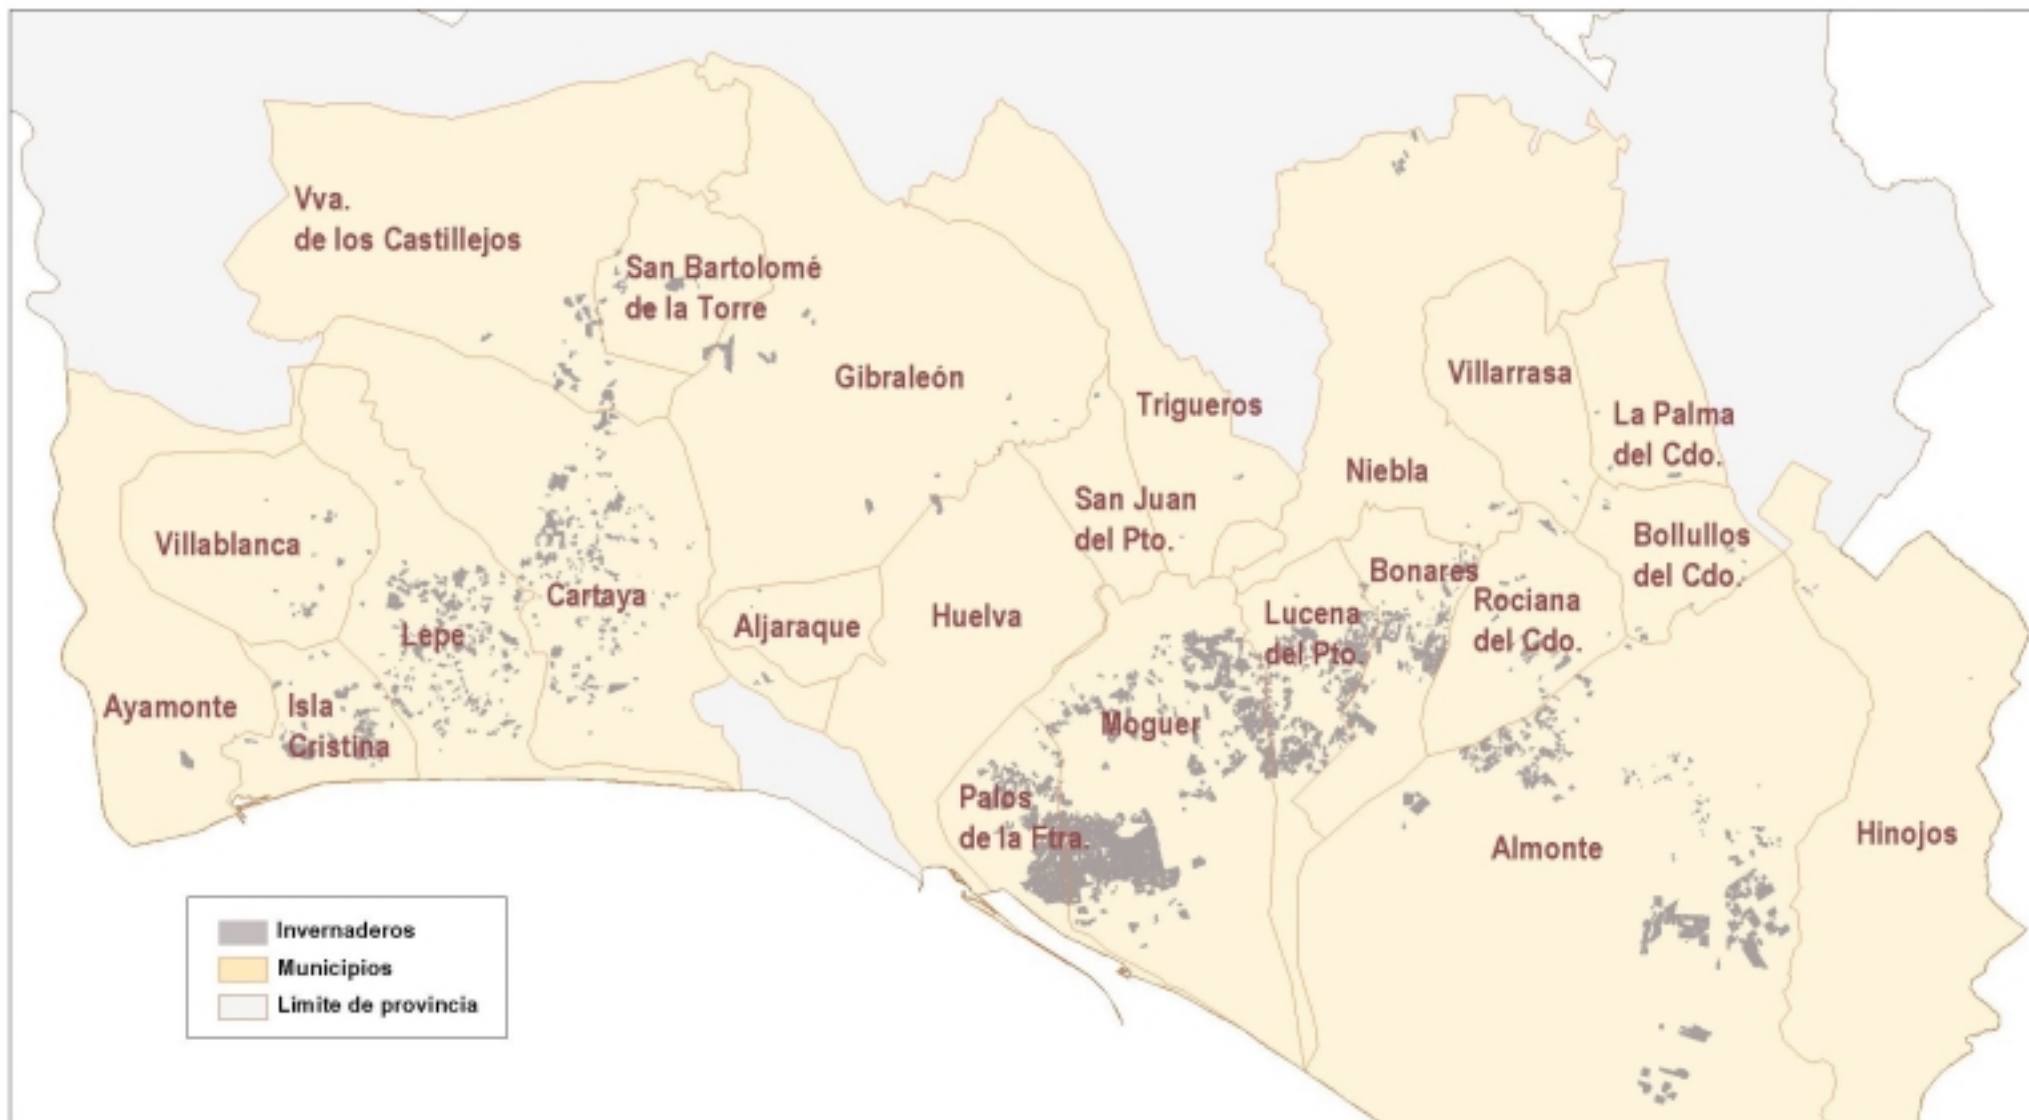 Vva.
de los Castillejos
San Bartolomé
de la Torre
Gibraleón
Trigueros
Villarrasa
La Palma
del Cdo.
Niebla
San Juan
del Pto.
Villablanca
Bollullos
del Cdo.
Bonares
Cartaya
Rociana
del Cdo.
Lepe
Aljaraque
Huelva
Lucena
del Pto.
Ayamonte
Isla
Cristina
Moguer
Palos
de la Ftra.
Almonte
Hinojos
Invernaderos
Municipios
Limite de provincia